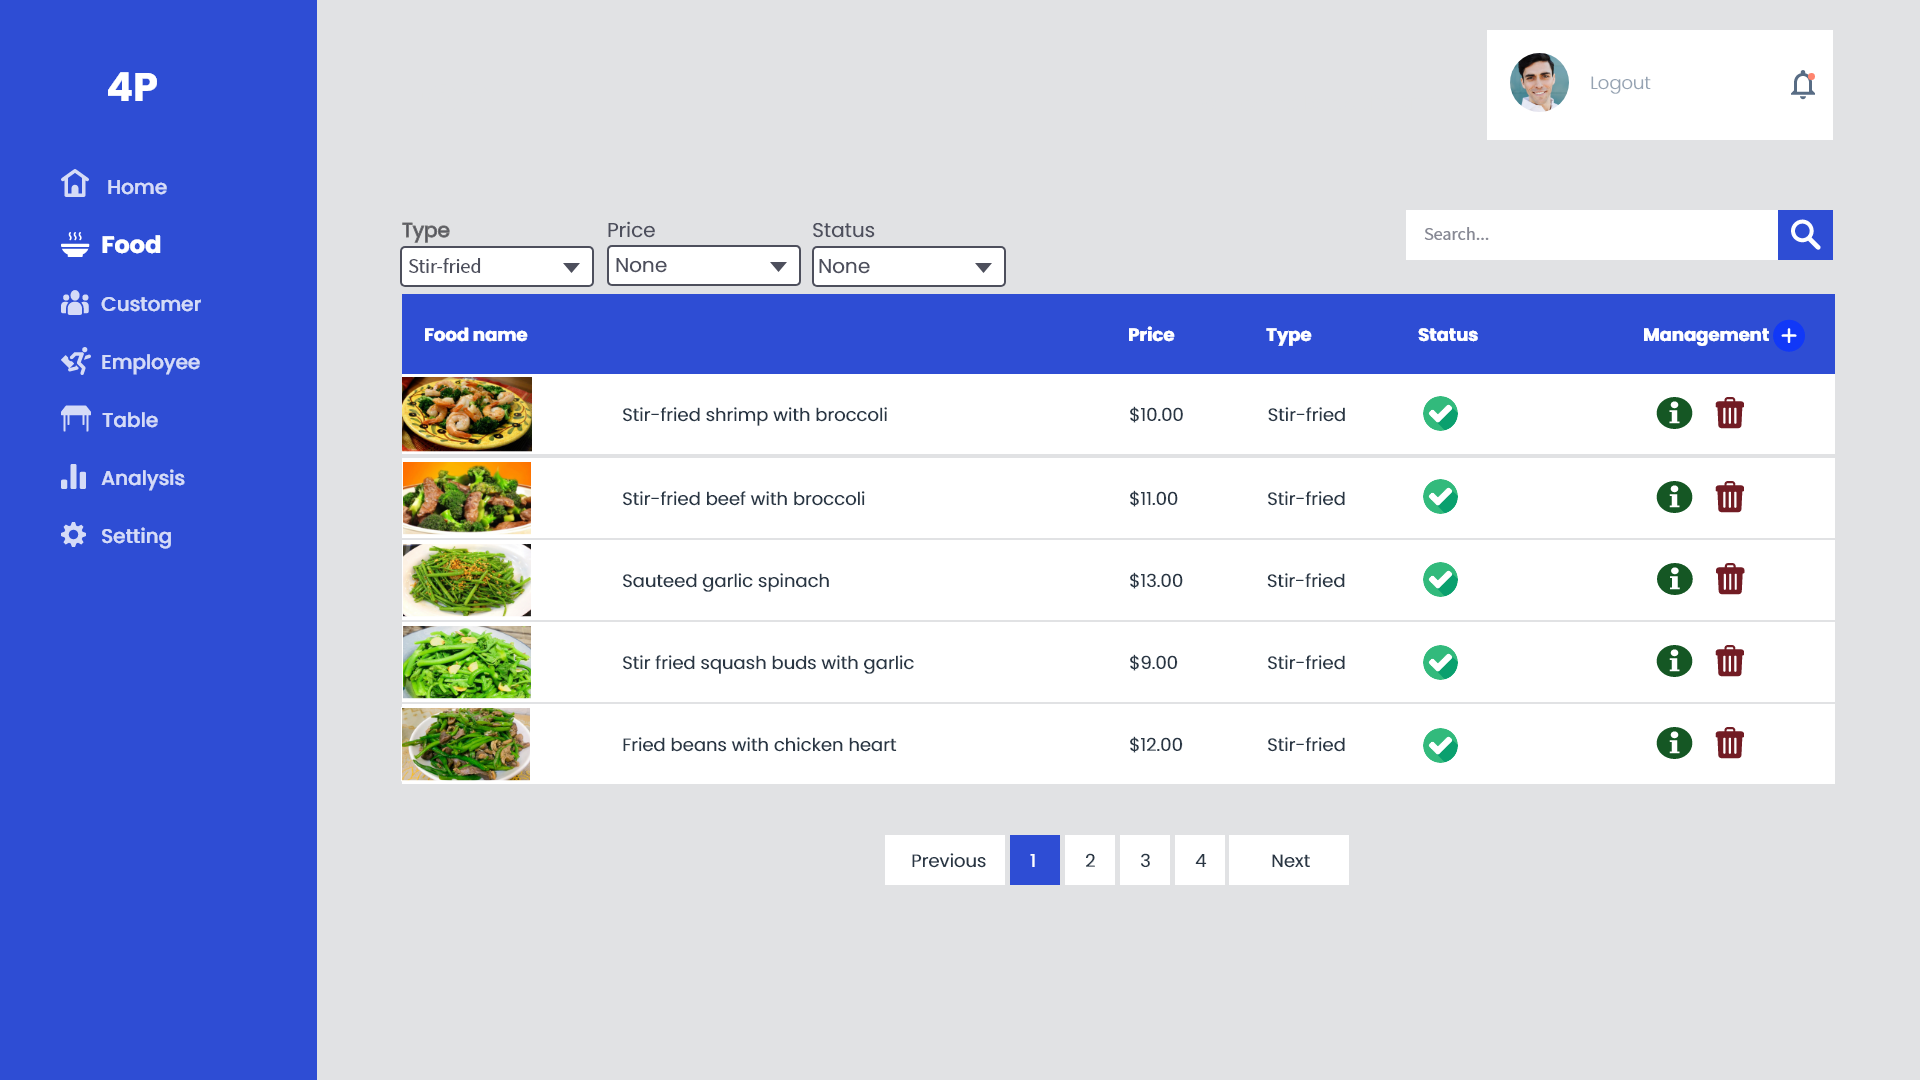 4P
Home
Food
Customer
Employee
Table
Analysis
Setting
Logout
Type Price Status
Stir-fried None None
Search...
Food name Price Type Status Management
Stir-fried shrimp with broccoli $10.00 Stir-fried
Stir-fried beef with broccoli $11.00 Stir-fried
Sauteed garlic spinach $13.00 Stir-fried
Stir fried squash buds with garlic $9.00 Stir-fried
Fried beans with chicken heart $12.00 Stir-fried
Previous 1 2 3 4 Next